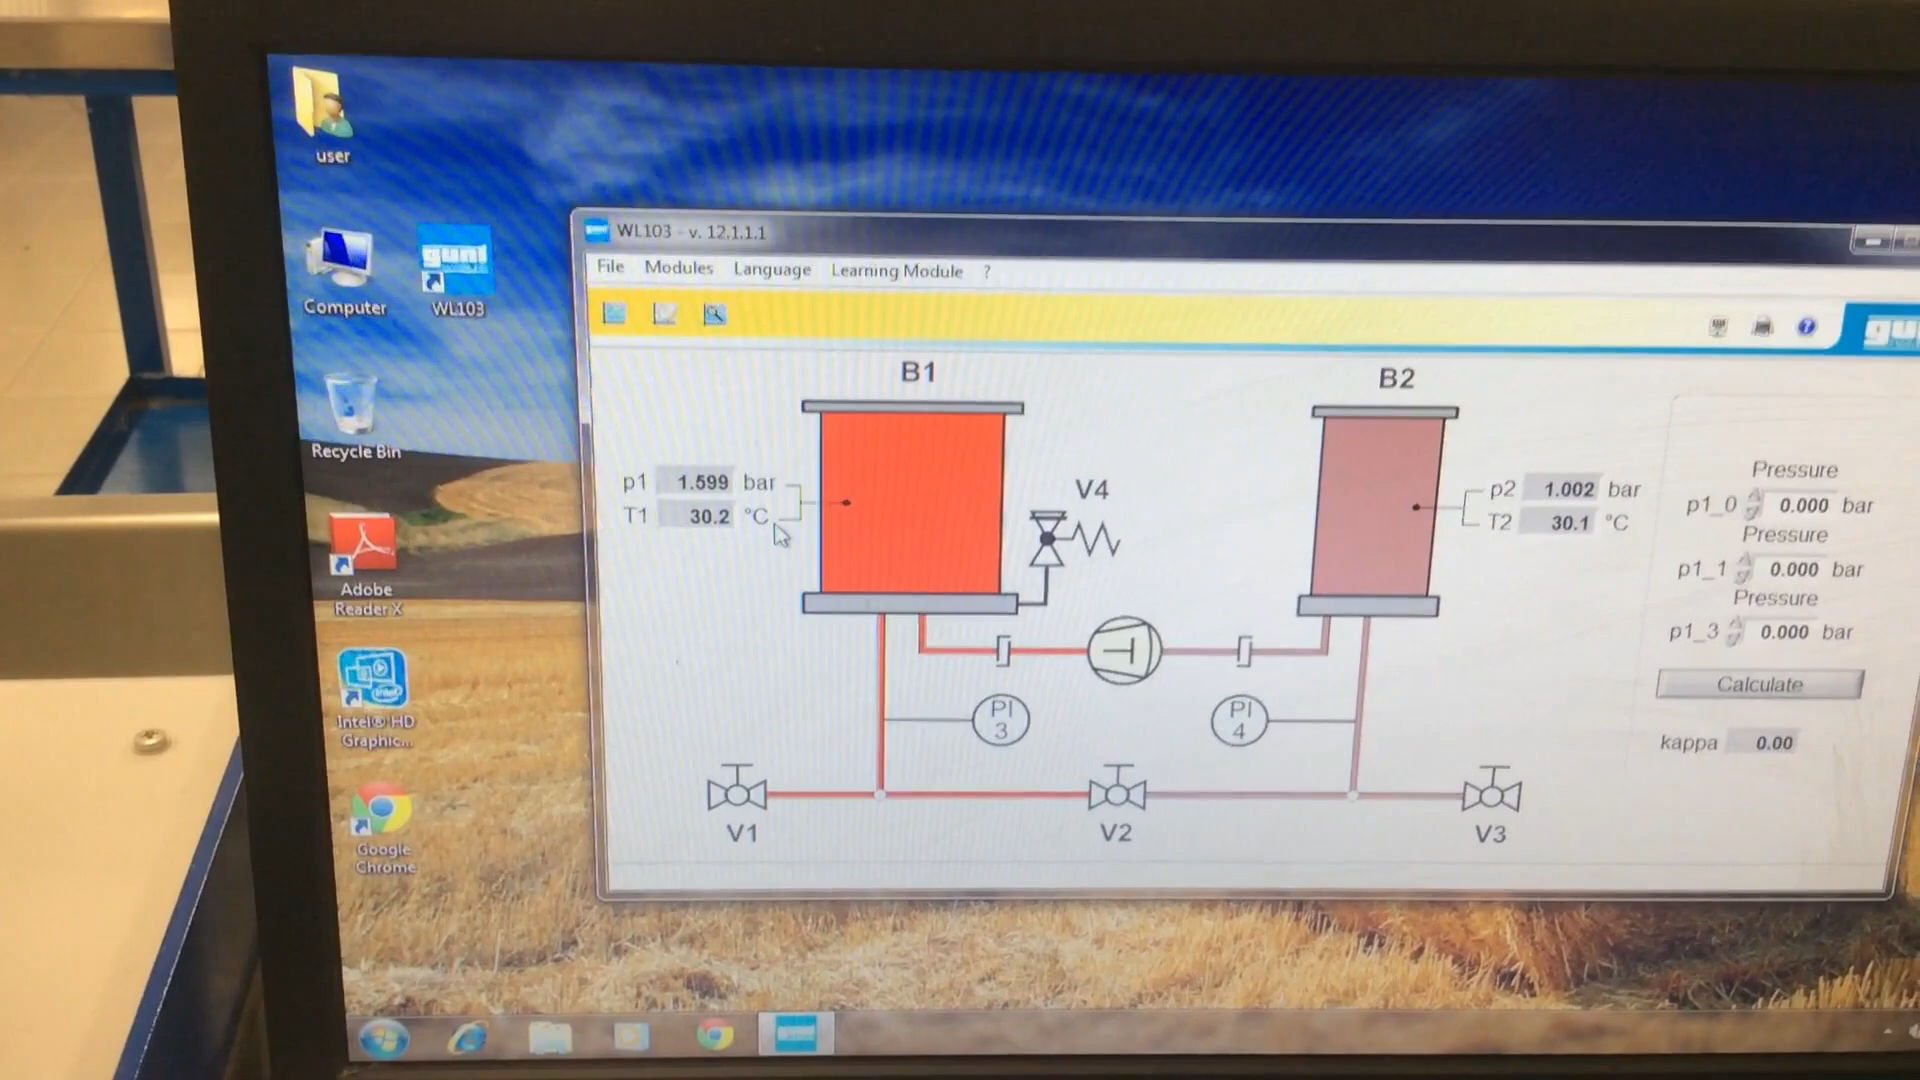 user
Computer
gunt
WL103
Recycle Bin
Adobe
Reader X
Intel® HD
Graphic...
Google
Chrome
WL103 - v. 12.1.1.1
File Modules Language Learning Module ?
B1
B2
p1 1.599 bar
T1 30.2 °C
V4
p2 1.002 bar
T2 30.1 °C
Pressure
p1_0 0.000 bar
Pressure
p1_1 0.000 bar
Pressure
p1_3 0.000 bar
Calculate
kappa 0.00
PI
3
PI
4
V1
V2
V3